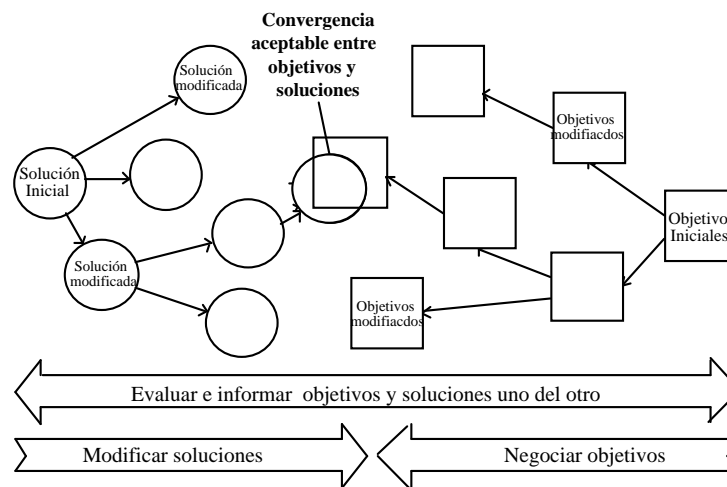 Convergencia
aceptable entre
objetivos y
soluciones
Solución
modificada
Solución
Inicial
Solución
modificada
Objetivos
modifiacdos
Objetivo
Iniciales
Objetivos
modifiacdos
Evaluar e informar objetivos y soluciones uno del otro
Modificar soluciones
Negociar objetivos